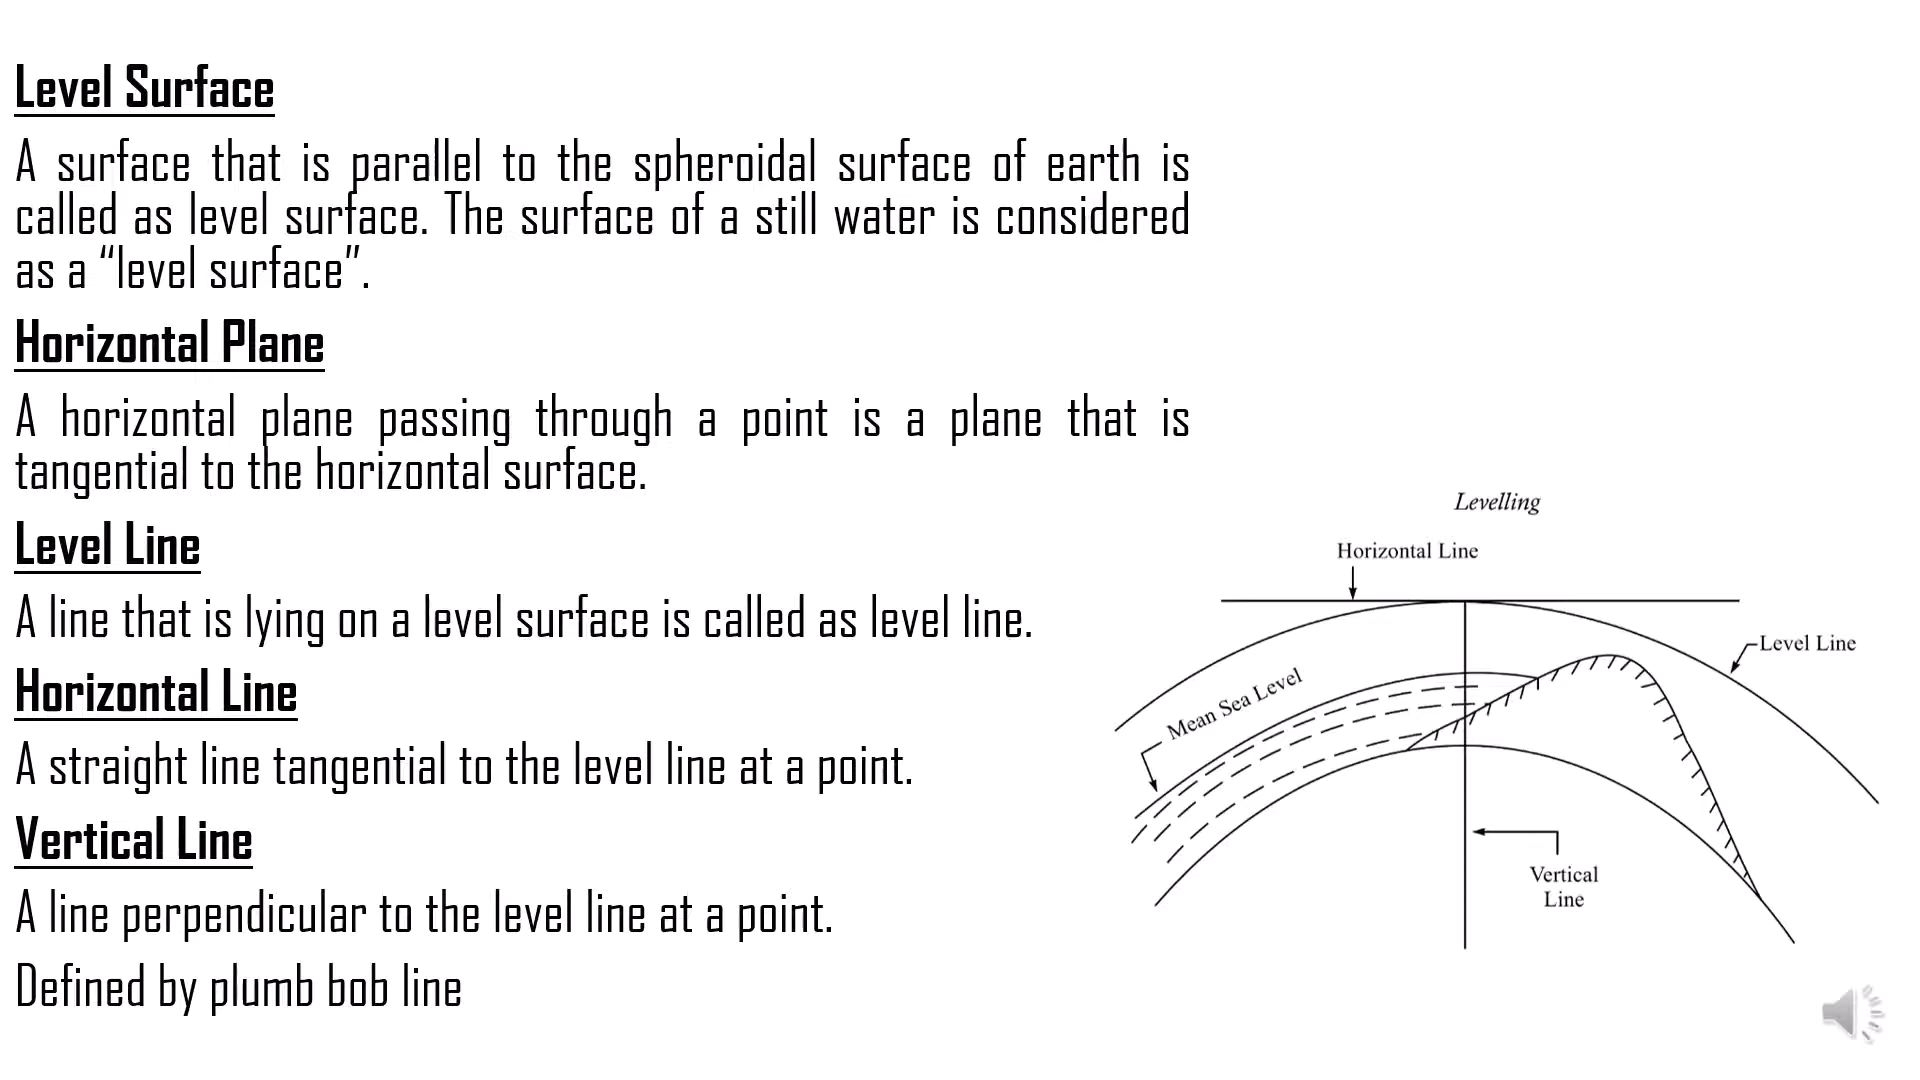 Level Surface
A surface that is parallel to the spheroidal surface of earth is
called as level surface. The surface of a still water is considered
as a “level surface”.
Horizontal Plane
A horizontal plane passing through a point is a plane that is
tangential to the horizontal surface.
Level Line
A line that is lying on a level surface is called as level line.
Horizontal Line
A straight line tangential to the level line at a point.
Vertical Line
A line perpendicular to the level line at a point.
Defined by plumb bob line
Levelling
Horizontal Line
Level Line
Mean Sea Level
Vertical
Line